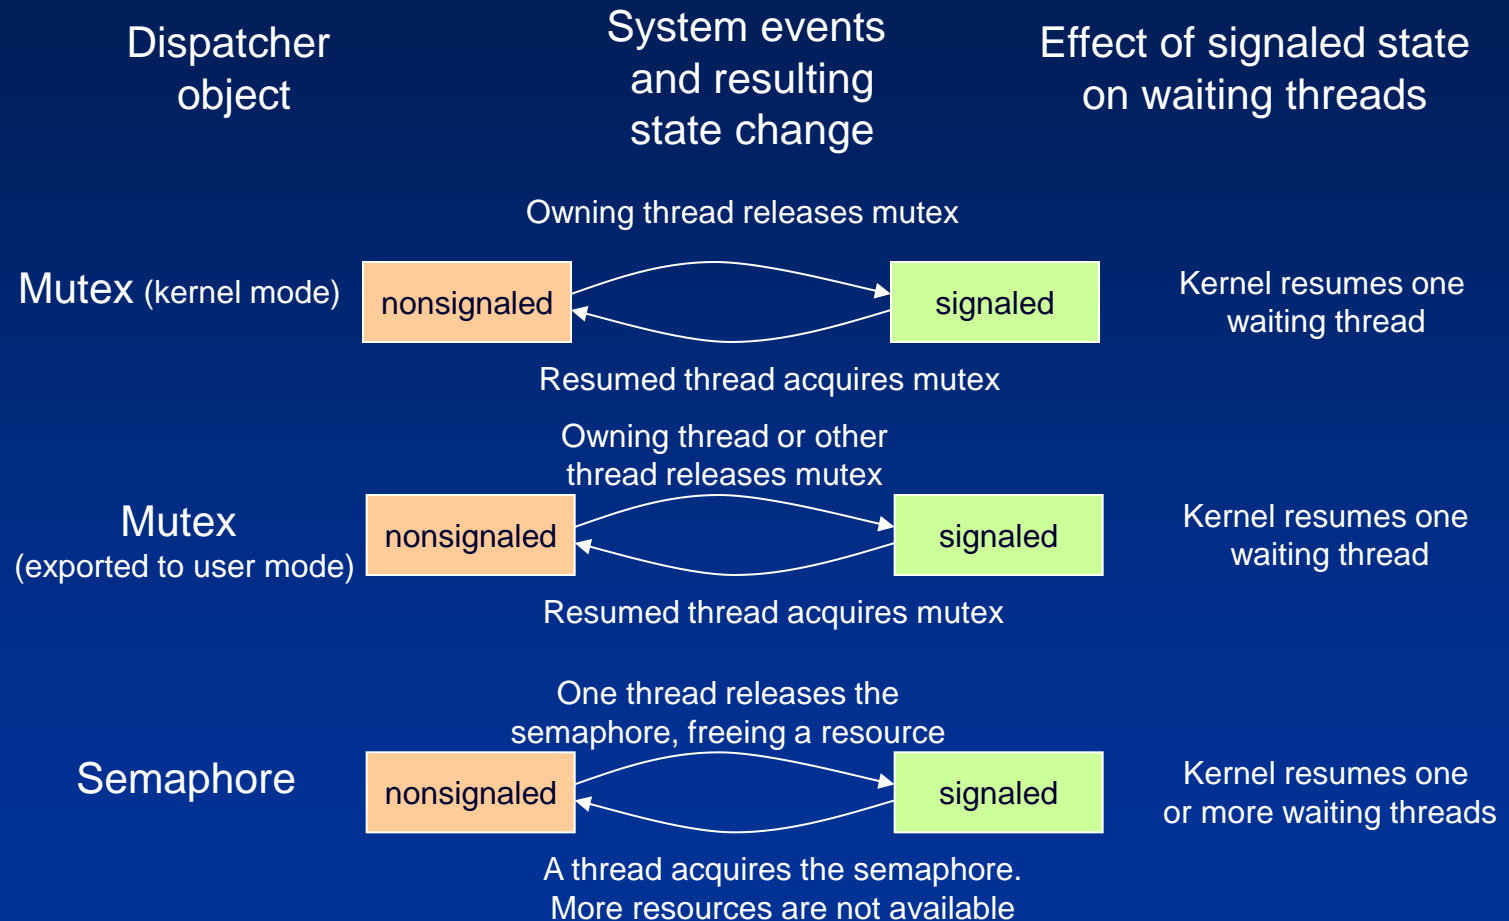 Dispatcher
object
System events
and resulting
state change
Effect of signaled state
on waiting threads
Owning thread releases mutex
Mutex (kernel mode)
nonsignaled
signaled
Kernel resumes one
waiting thread
Resumed thread acquires mutex
Owning thread or other
thread releases mutex
Mutex
(exported to user mode)
nonsignaled
signaled
Kernel resumes one
waiting thread
Resumed thread acquires mutex
One thread releases the
semaphore, freeing a resource
Semaphore
nonsignaled
signaled
Kernel resumes one
or more waiting threads
A thread acquires the semaphore.
More resources are not available